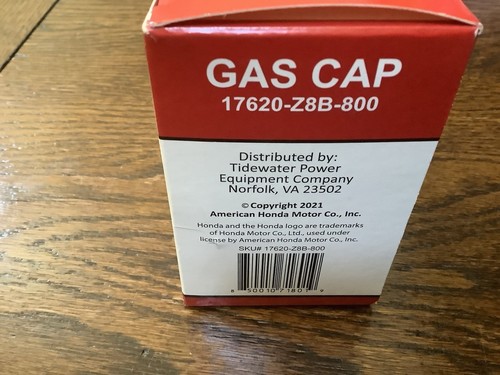 GAS CAP
17620-Z8B-800
Distributed by:
Tidewater Power
Equipment Company
Norfolk, VA 23502
© Copyright 2021
American Honda Motor Co., Inc.
Honda and the Honda logo are trademarks
of Honda Motor Co., Ltd., used under
license by American Honda Motor Co., Inc.
SKU# 17620-Z8B-800